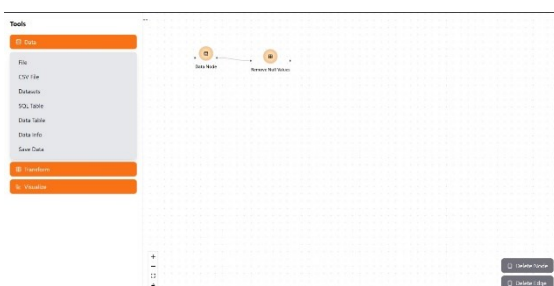 Tools
Data
File
CSV File
Datasets
SQL Table
Data Table
Data Info
Save Data
Transform
Visualize
Data Node
Remove Null Values
Delete Node
Delete Edge